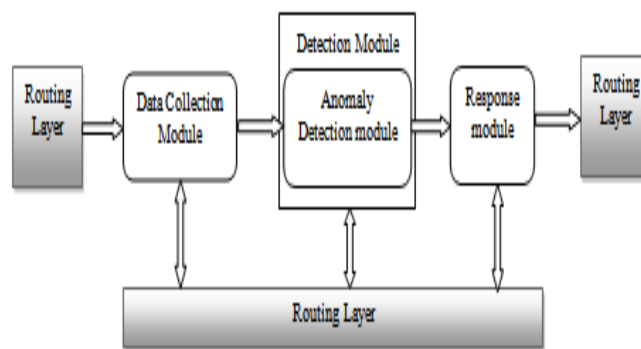 Routing
Layer
Data Collection
Module
Detection Module
Anomaly
Detection module
Response
module
Routing
Layer
Routing Layer